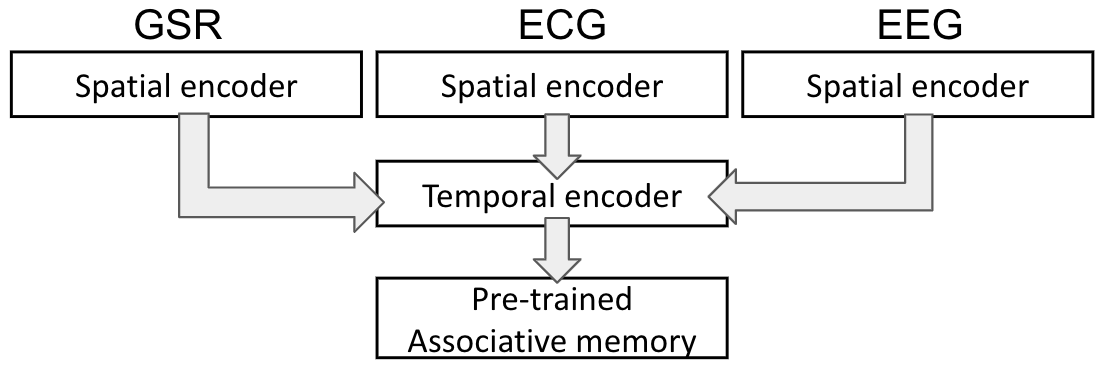 GSR
ECG
EEG
Spatial encoder
Spatial encoder
Spatial encoder
Temporal encoder
Pre-trained
Associative memory